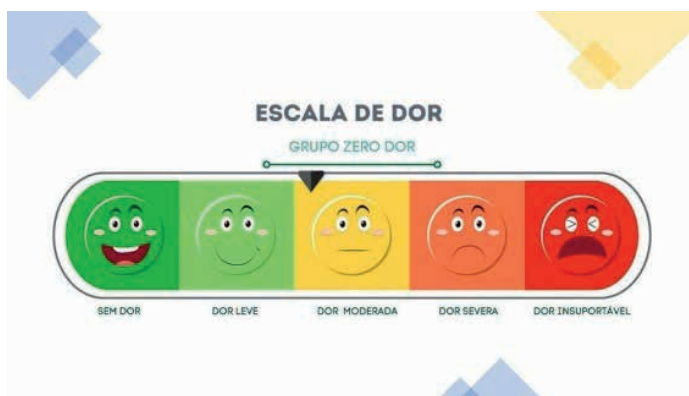 ESCALA DE DOR
GRUPO ZERO DOR
SEM DOR DOR LEVE DOR MODERADA DOR SEVERA DOR INSUPORTÁVEL